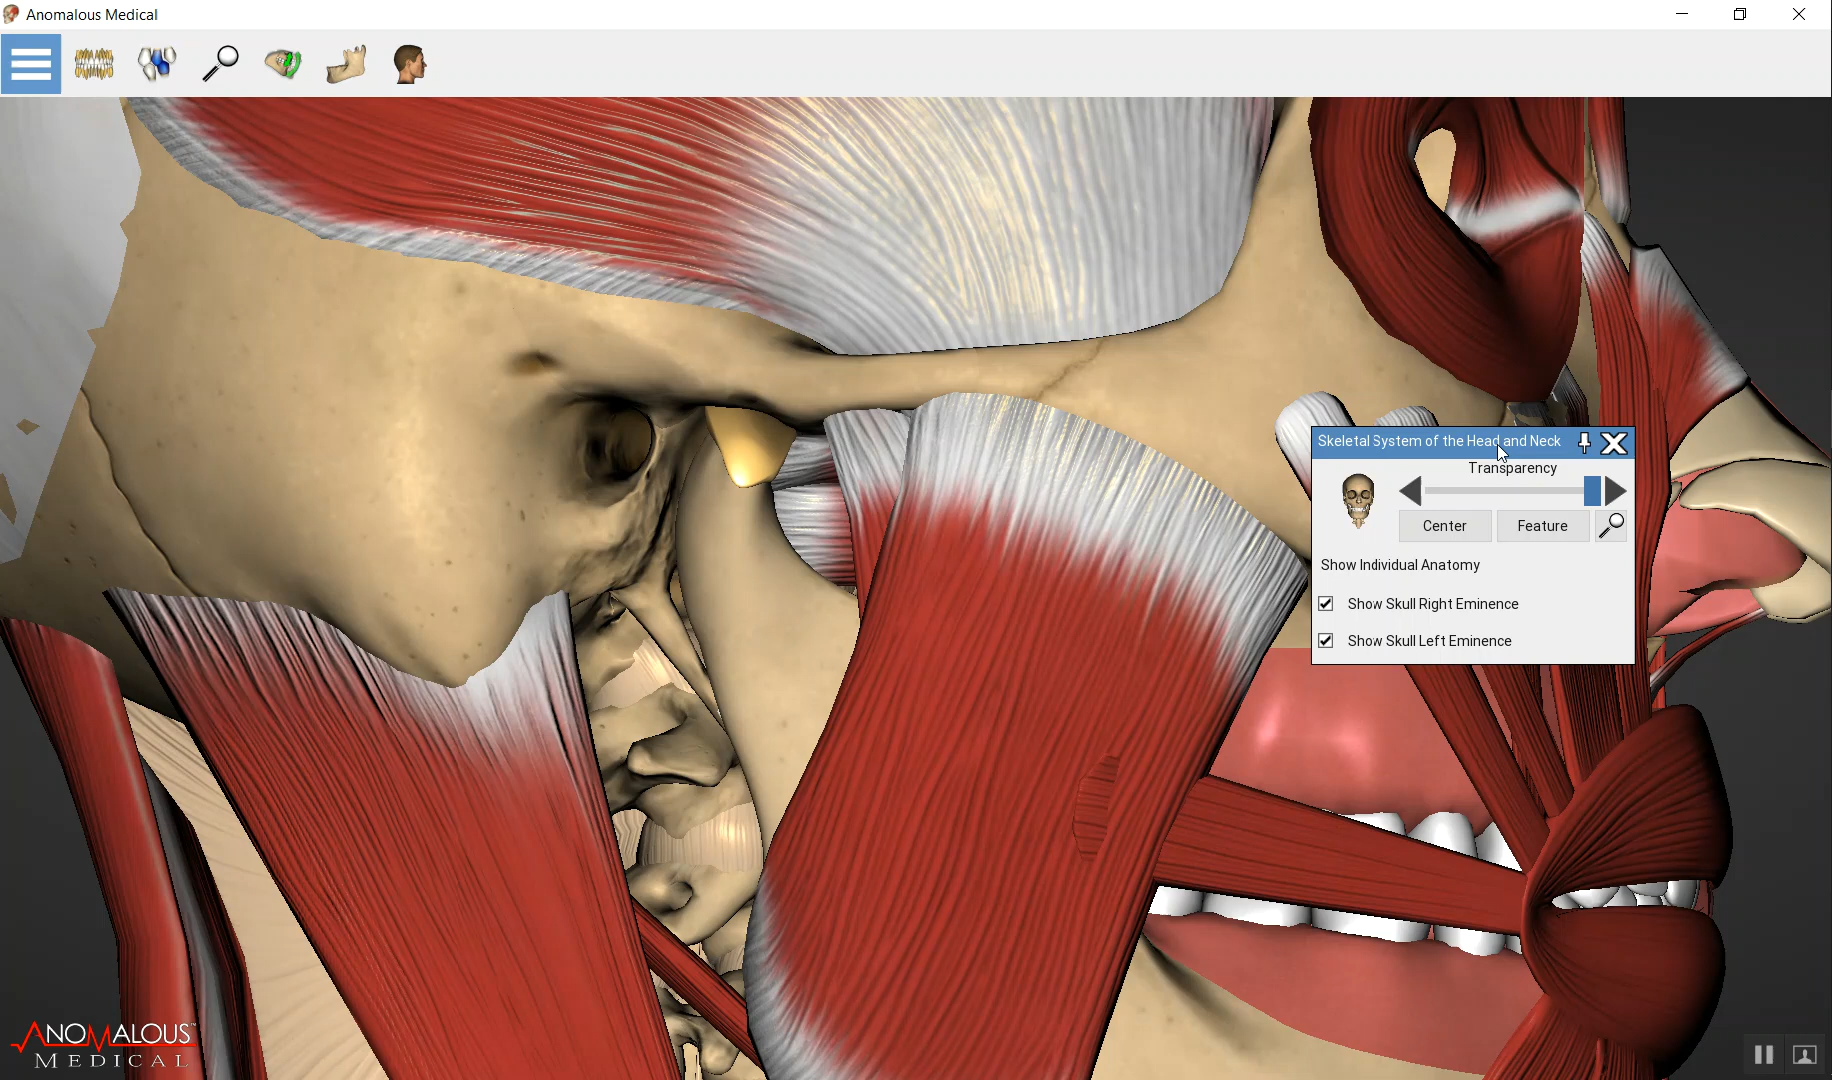 Anomalous Medical
Skeletal System of the Head and Neck
Transparency
Center
Feature
Show Individual Anatomy
Show Skull Right Eminence
Show Skull Left Eminence
ANOMALOUS™
MEDICAL